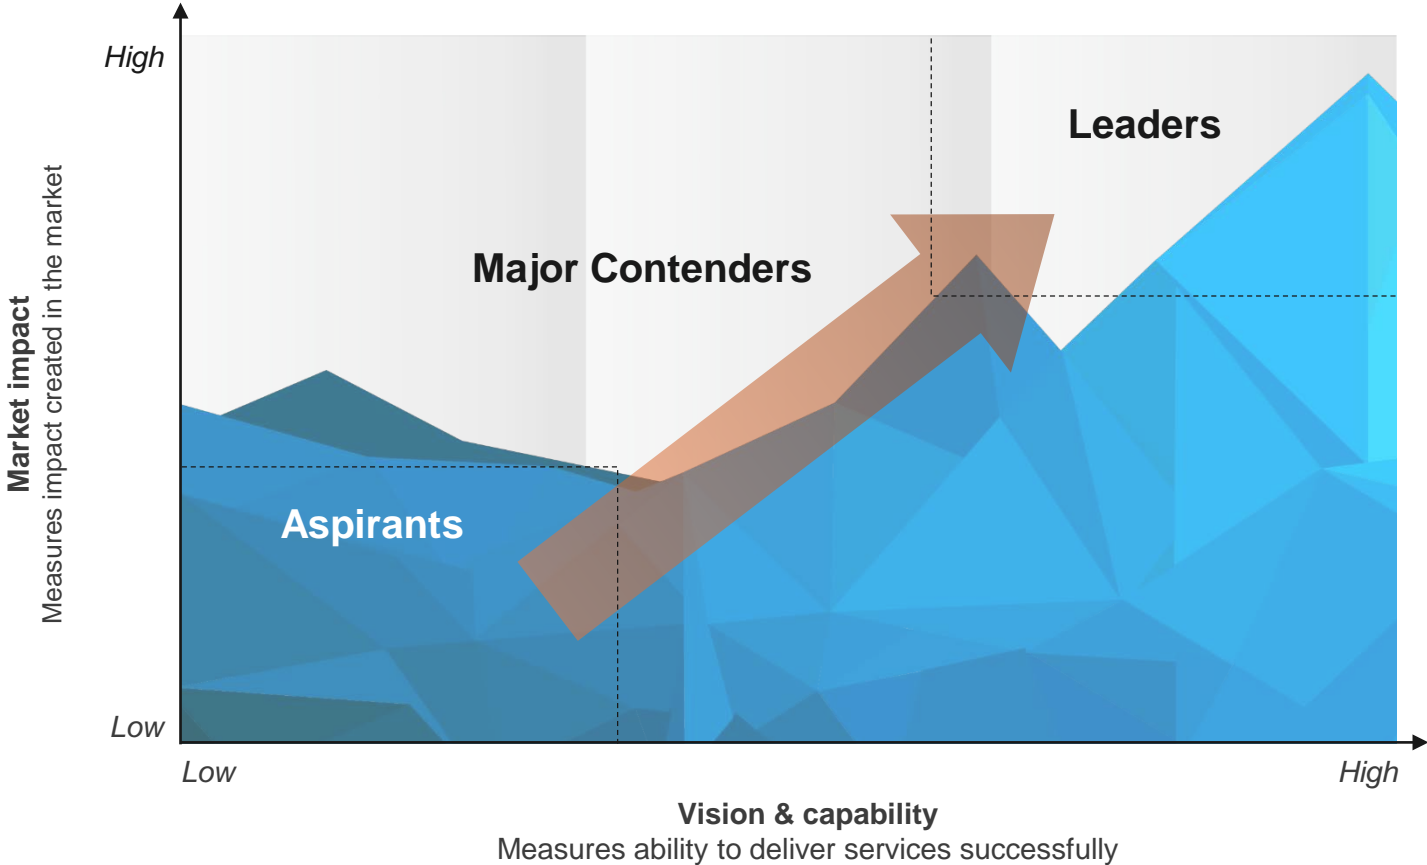 High
Leaders
Major Contenders
Market impact
Measures impact created in the market
Aspirants
Low
Low
High
Vision & capability
Measures ability to deliver services successfully